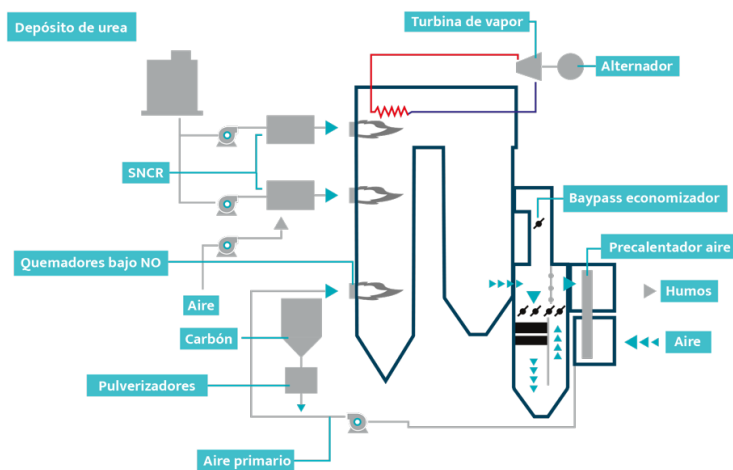 Depósito de urea
Turbina de vapor
Alternador
SNCR
Baypass economizador
Precalentador aire
Quemadores bajo NO
Humos
Aire
Carbón
Aire
Pulverizadores
Aire primario